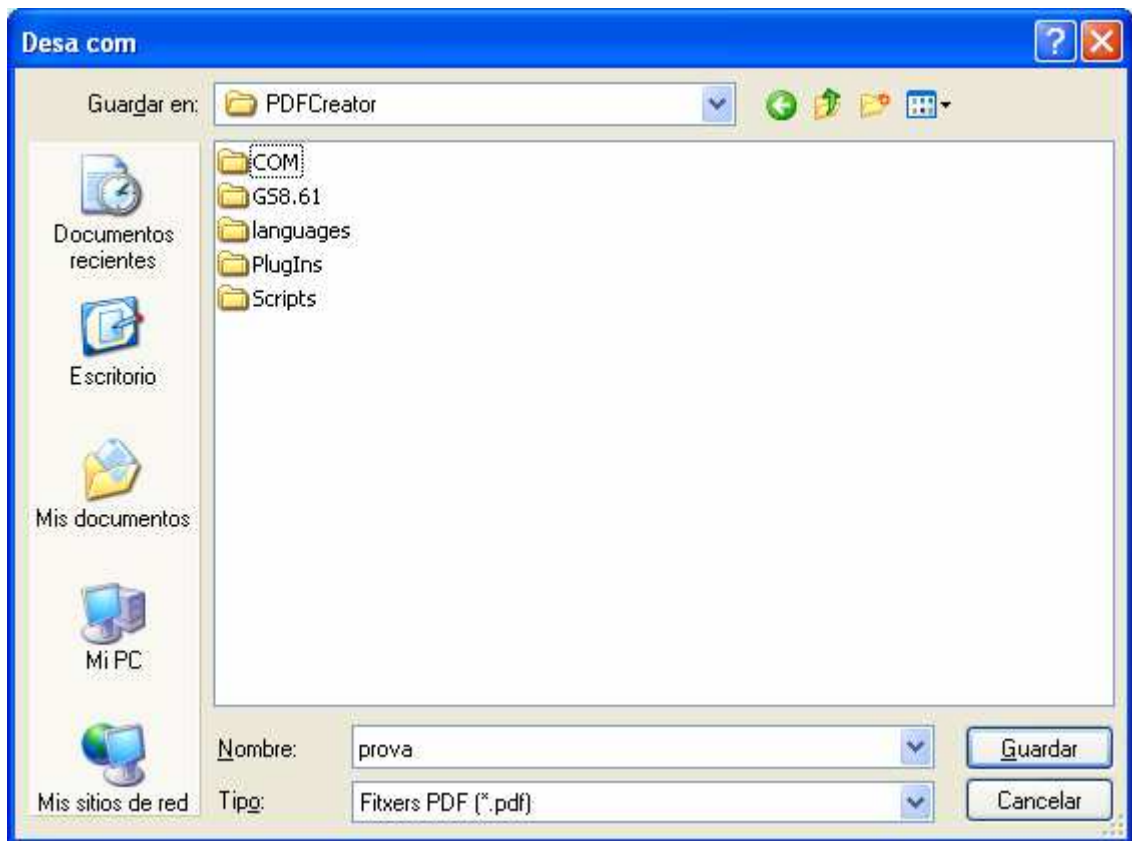 Desa com
Guardar en: PDFCreator
COM
GS8.61
languages
PlugIns
Scripts
Documentos
recientes
Escritorio
Mis documentos
Mi PC
Mis sitios de red
Nombre: prova Guardar
Tipo: Fitxers PDF (*.pdf) Cancelar